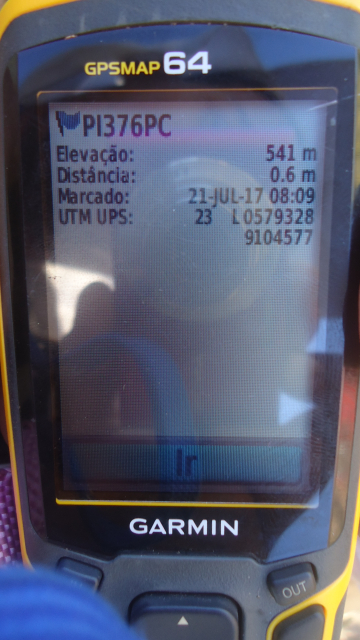 GPSMAP 64
PI376PC
Elevação: 541 m
Distância: 0.6 m
Marcado: 21-JUL-17 08:09
UTM UPS: 23 L 0579328
9104577
Ir
GARMIN
OUT